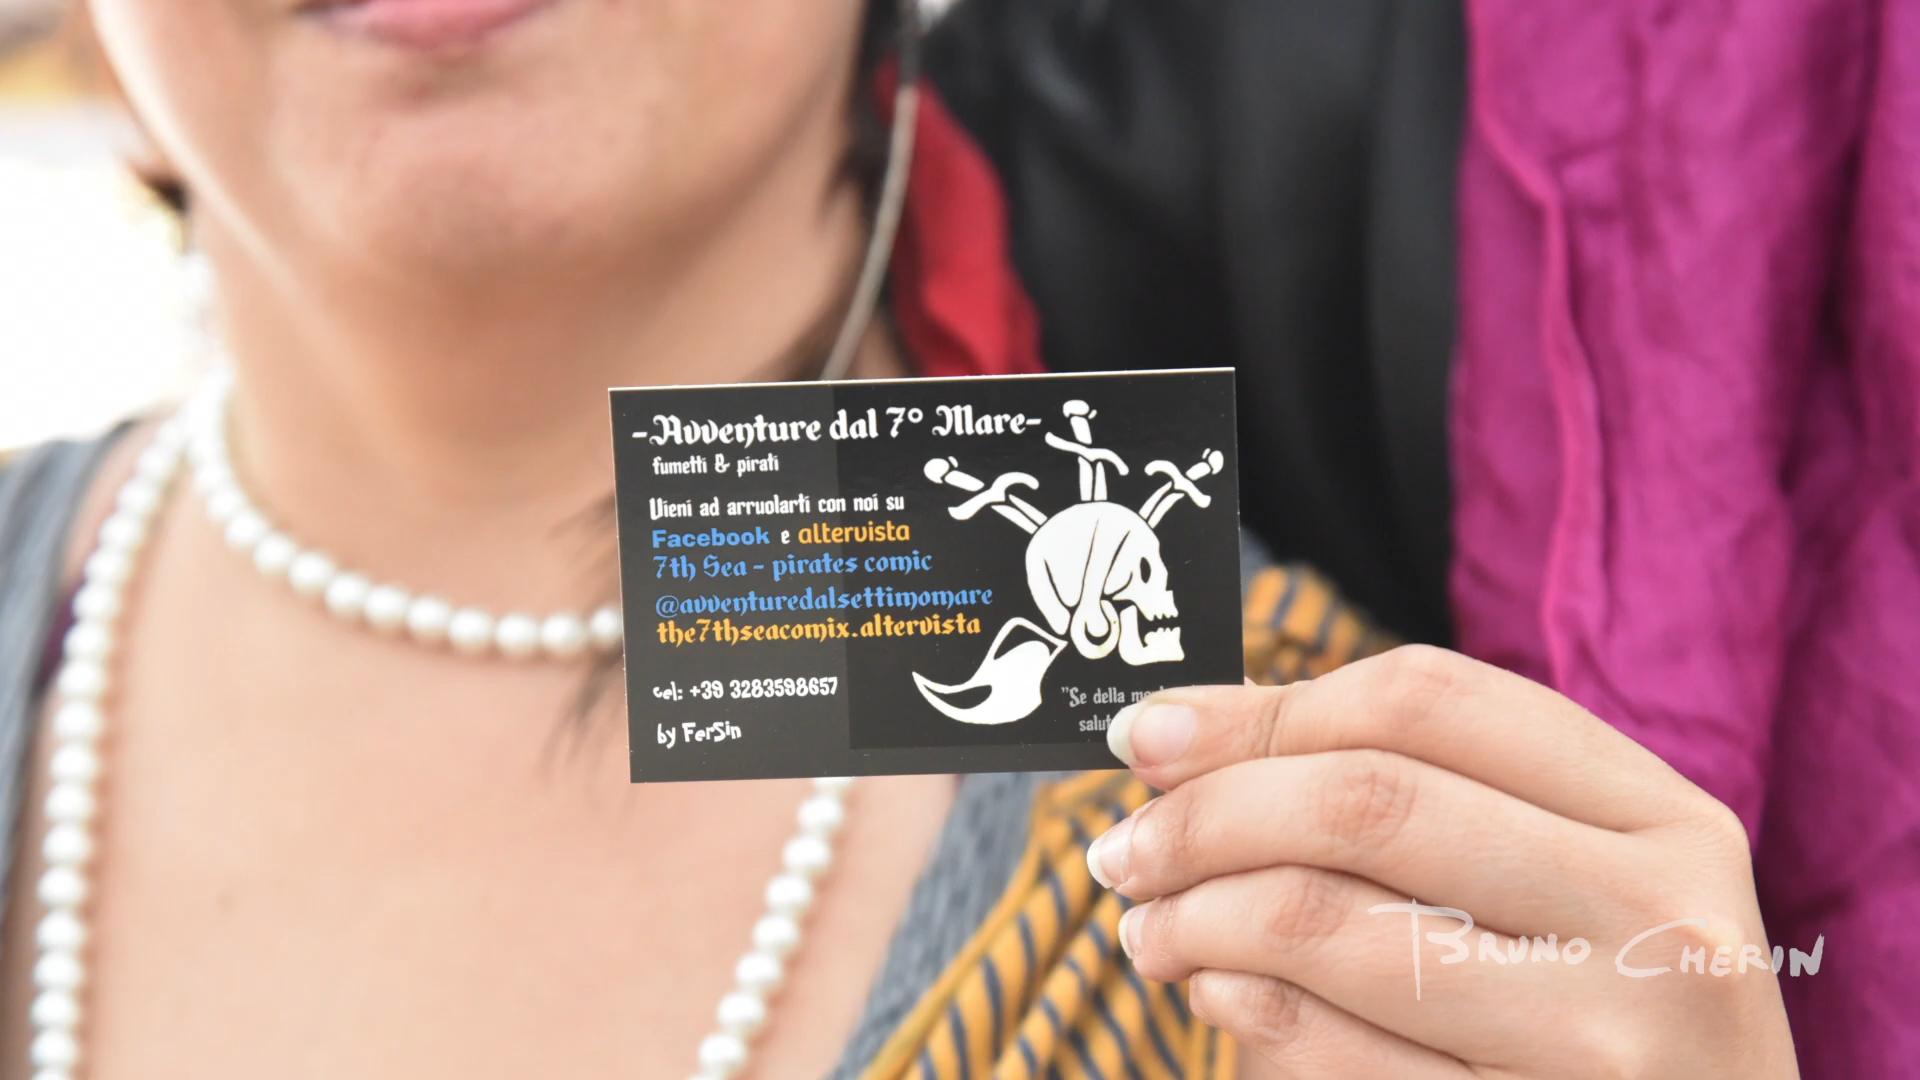 -Avventure dal 7° Mare-
fumetti & pirati
Vieni ad arruolarti con noi su
Facebook e altervista
7th Sea - pirates comic
@avventuredalsettimomare
the7thseacomix.altervista
cel: +39 3283598657
by FerSin
"Se della
BRUNO CHERIN